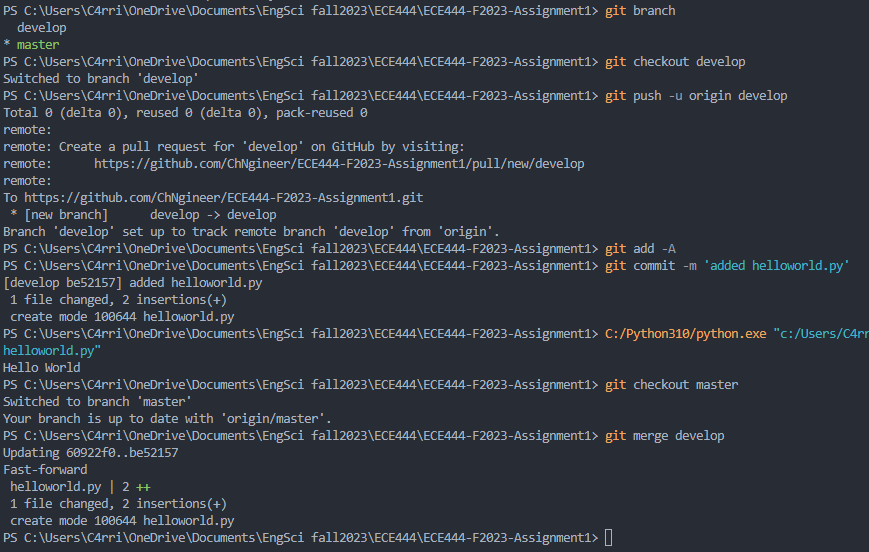 PS C:\Users\C4rri\OneDrive\Documents\EngSci fall2023\ECE444\ECE444-F2023-Assignment1> git branch
  develop
* master
PS C:\Users\C4rri\OneDrive\Documents\EngSci fall2023\ECE444\ECE444-F2023-Assignment1> git checkout develop
Switched to branch 'develop'
PS C:\Users\C4rri\OneDrive\Documents\EngSci fall2023\ECE444\ECE444-F2023-Assignment1> git push -u origin develop
Total 0 (delta 0), reused 0 (delta 0), pack-reused 0
remote:
remote: Create a pull request for 'develop' on GitHub by visiting:
remote:      https://github.com/ChNgineer/ECE444-F2023-Assignment1/pull/new/develop
remote:
To https://github.com/ChNgineer/ECE444-F2023-Assignment1.git
 * [new branch]      develop -> develop
Branch 'develop' set up to track remote branch 'develop' from 'origin'.
PS C:\Users\C4rri\OneDrive\Documents\EngSci fall2023\ECE444\ECE444-F2023-Assignment1> git add -A
PS C:\Users\C4rri\OneDrive\Documents\EngSci fall2023\ECE444\ECE444-F2023-Assignment1> git commit -m 'added helloworld.py'
[develop be52157] added helloworld.py
 1 file changed, 2 insertions(+)
 create mode 100644 helloworld.py
PS C:\Users\C4rri\OneDrive\Documents\EngSci fall2023\ECE444\ECE444-F2023-Assignment1> C:/Python310/python.exe "c:/Users/C4rr
helloworld.py"
Hello World
PS C:\Users\C4rri\OneDrive\Documents\EngSci fall2023\ECE444\ECE444-F2023-Assignment1> git checkout master
Switched to branch 'master'
Your branch is up to date with 'origin/master'.
PS C:\Users\C4rri\OneDrive\Documents\EngSci fall2023\ECE444\ECE444-F2023-Assignment1> git merge develop
Updating 60922f0..be52157
Fast-forward
 helloworld.py | 2 ++
 1 file changed, 2 insertions(+)
 create mode 100644 helloworld.py
PS C:\Users\C4rri\OneDrive\Documents\EngSci fall2023\ECE444\ECE444-F2023-Assignment1>